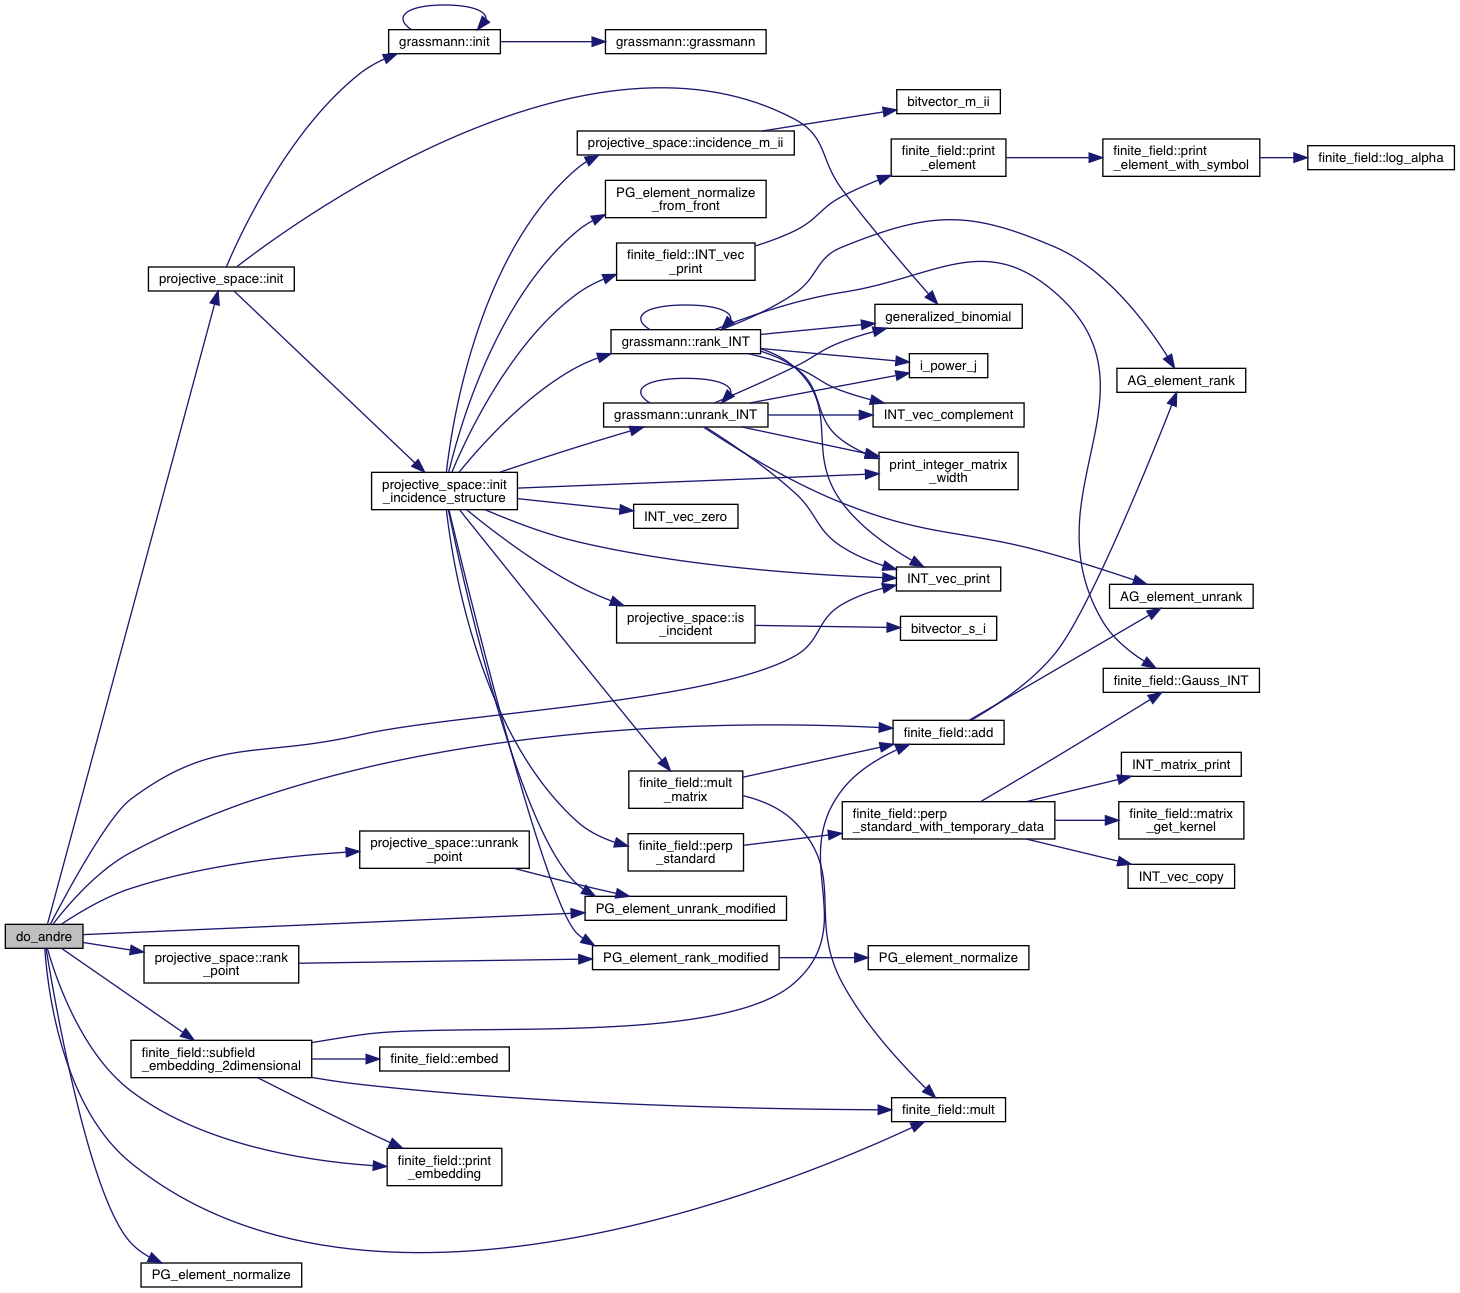 grassmann::init
grassmann::grassmann
bitvector_m_ii
projective_space::incidence_m_ii
finite_field::print
_element
finite_field::print
_element_with_symbol
finite_field::log_alpha
PG_element_normalize
_from_front
finite_field::INT_vec
_print
projective_space::init
generalized_binomial
grassmann::rank_INT
i_power_j
AG_element_rank
grassmann::unrank_INT
INT_vec_complement
print_integer_matrix
_width
projective_space::init
_incidence_structure
INT_vec_zero
INT_vec_print
AG_element_unrank
projective_space::is
_incident
bitvector_s_i
finite_field::Gauss_INT
finite_field::add
INT_matrix_print
finite_field::mult
_matrix
finite_field::perp
_standard_with_temporary_data
finite_field::matrix
_get_kernel
projective_space::unrank
_point
finite_field::perp
_standard
INT_vec_copy
PG_element_unrank_modified
do_andre
projective_space::rank
_point
PG_element_rank_modified
PG_element_normalize
finite_field::subfield
_embedding_2dimensional
finite_field::embed
finite_field::mult
finite_field::print
_embedding
PG_element_normalize